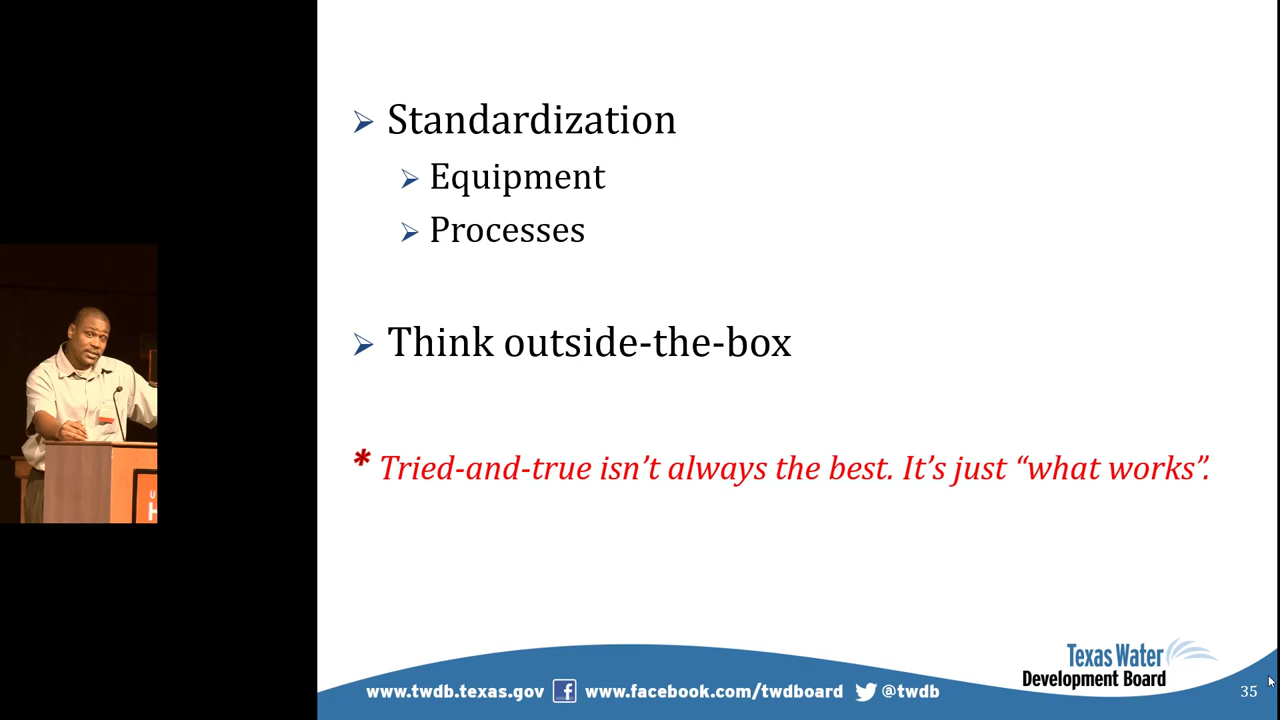 Standardization
Equipment
Processes
Think outside-the-box
* Tried-and-true isn't always the best. It's just “what works”.
Texas Water
Development Board
www.twdb.texas.gov f www.facebook.com/twdboard @twdb
35